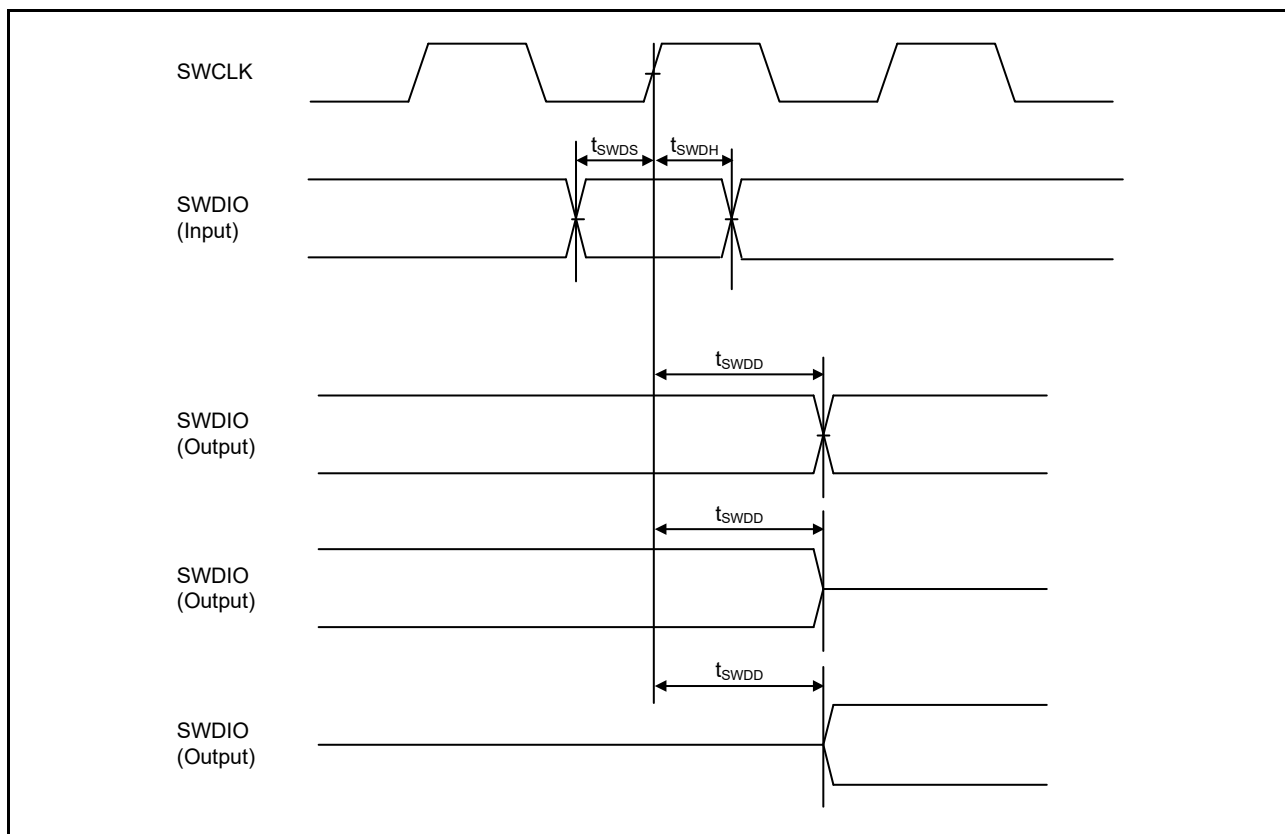 SWCLK
tSWDS
tSWDH
SWDIO
(Input)
tSWDD
SWDIO
(Output)
tSWDD
SWDIO
(Output)
tSWDD
SWDIO
(Output)